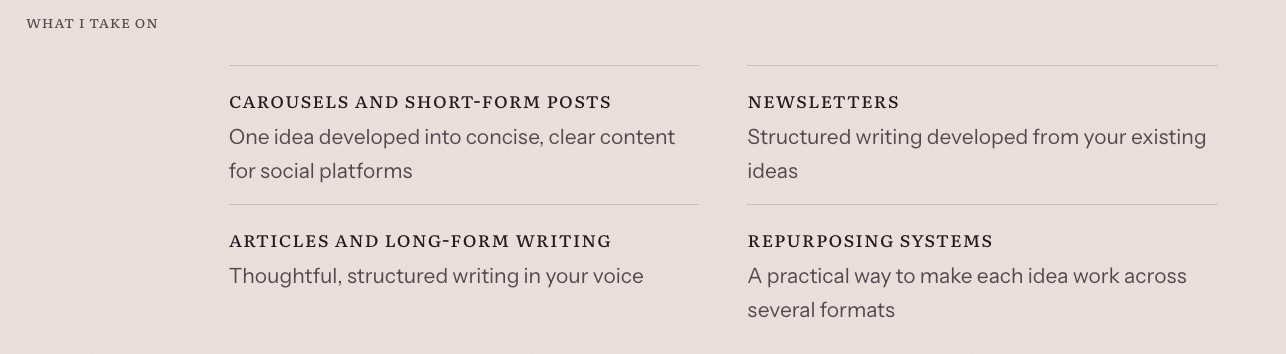 WHAT I TAKE ON
CAROUSELS AND SHORT-FORM POSTS
One idea developed into concise, clear content
for social platforms
NEWSLETTERS
Structured writing developed from your existing
ideas
ARTICLES AND LONG-FORM WRITING
Thoughtful, structured writing in your voice
REPURPOSING SYSTEMS
A practical way to make each idea work across
several formats